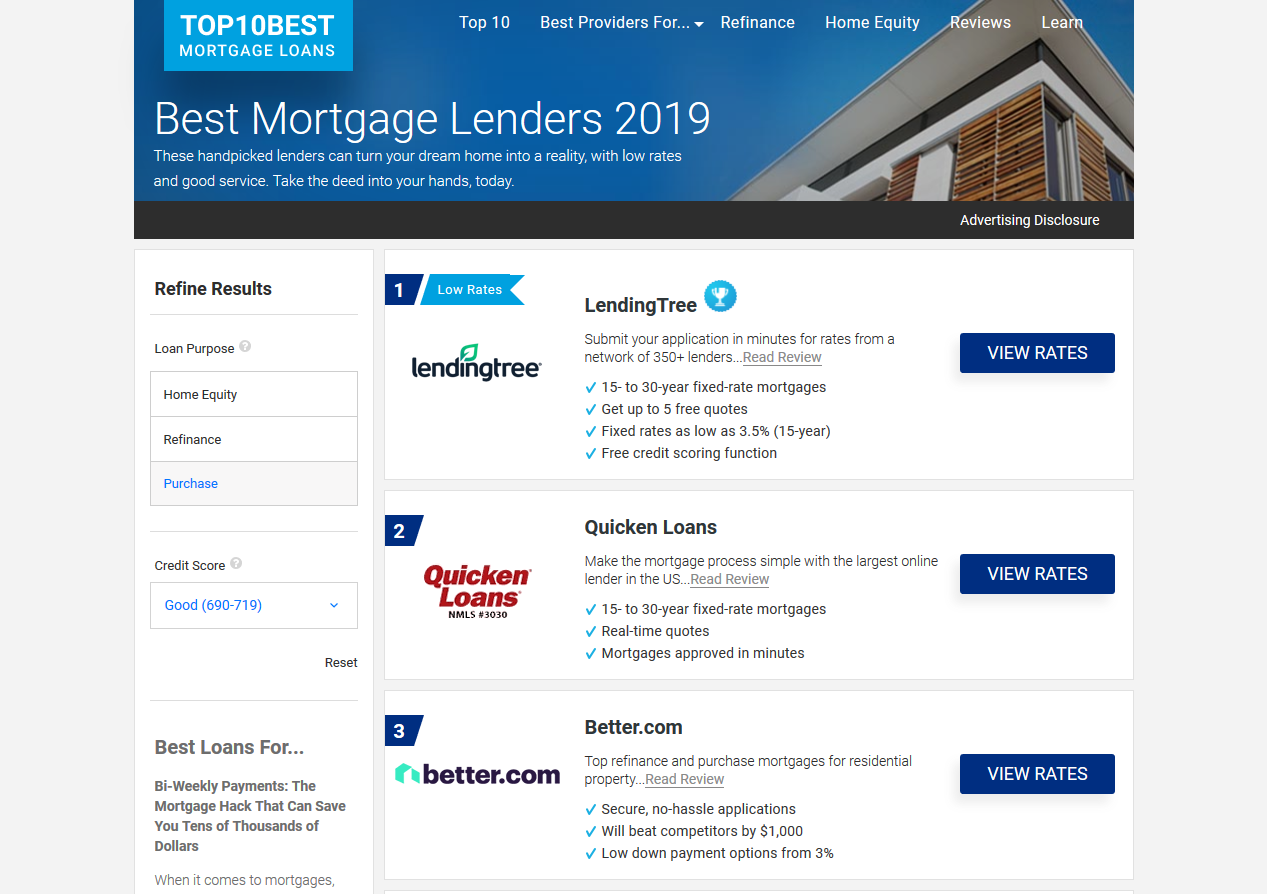 TOP10BEST
MORTGAGE LOANS
Top 10
Best Providers For...
Refinance
Home Equity
Reviews
Learn
Best Mortgage Lenders 2019
These handpicked lenders can turn your dream home into a reality, with low rates
and good service. Take the deed into your hands, today.
Advertising Disclosure
Refine Results
Loan Purpose ?
Home Equity
Refinance
Purchase
Credit Score ?
Good (690-719)
Reset
Best Loans For...
Bi-Weekly Payments: The
Mortgage Hack That Can Save
You Tens of Thousands of
Dollars
When it comes to mortgages,
1
Low Rates
lendingtree
LendingTree
Submit your application in minutes for rates from a
network of 350+ lenders...Read Review
15- to 30-year fixed-rate mortgages
Get up to 5 free quotes
Fixed rates as low as 3.5% (15-year)
Free credit scoring function
VIEW RATES
2
Quicken
Loans
NMLS #3030
Quicken Loans
Make the mortgage process simple with the largest online
lender in the US...Read Review
15- to 30-year fixed-rate mortgages
Real-time quotes
Mortgages approved in minutes
VIEW RATES
3
better.com
Better.com
Top refinance and purchase mortgages for residential
property...Read Review
Secure, no-hassle applications
Will beat competitors by $1,000
Low down payment options from 3%
VIEW RATES